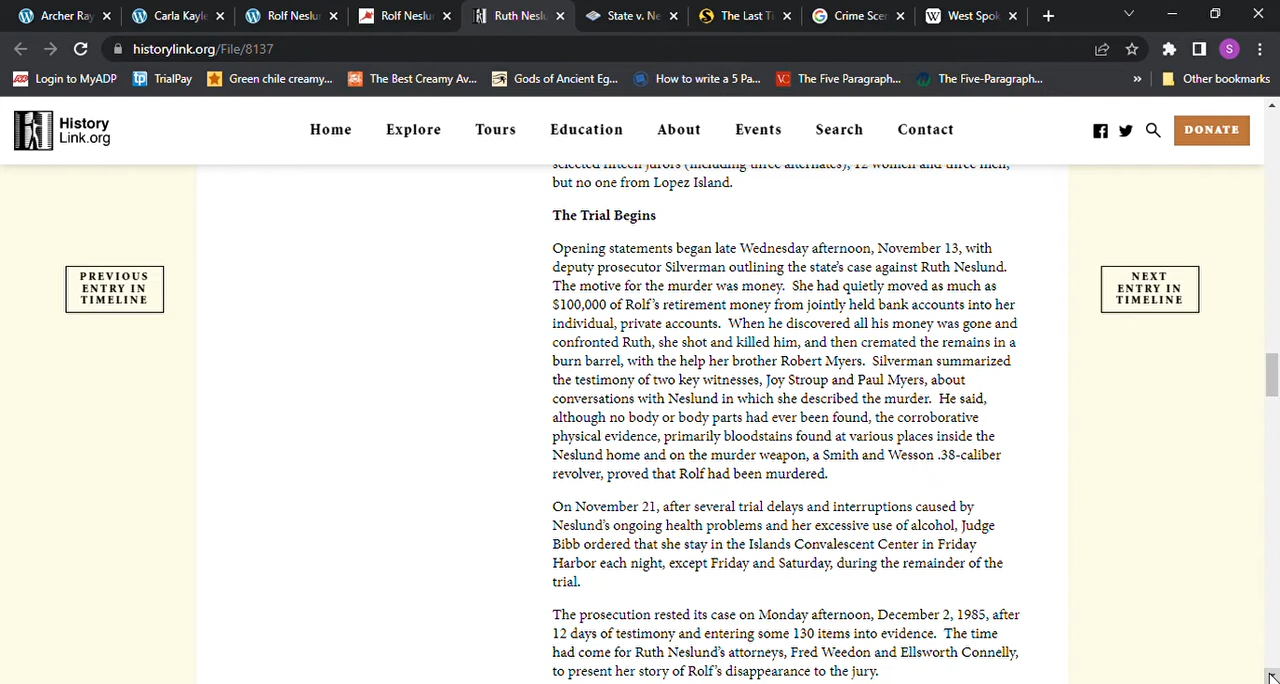 Archer Ray
Carla Kayle
Rolf Neslu
Rolf Neslu
Ruth Neslu
State v. Ne
The Last Ti
Crime Sce
West Spok
historylink.org/File/8137
S
Login to MyADP
TrialPay
Green chile creamy...
The Best Creamy Av...
Gods of Ancient Eg...
How to write a 5 Pa...
The Five Paragraph...
The Five-Paragraph...
»
Other bookmarks
History
Link.org
Home
Explore
Tours
Education
About
Events
Search
Contact
DONATE
selected fifteen jurors (including three alternates), 12 women and three men,
but no one from Lopez Island.
The Trial Begins
Opening statements began late Wednesday afternoon, November 13, with
deputy prosecutor Silverman outlining the state's case against Ruth Neslund.
The motive for the murder was money. She had quietly moved as much as
$100,000 of Rolf's retirement money from jointly held bank accounts into her
individual, private accounts. When he discovered all his money was gone and
confronted Ruth, she shot and killed him, and then cremated the remains in a
burn barrel, with the help her brother Robert Myers. Silverman summarized
the testimony of two key witnesses, Joy Stroup and Paul Myers, about
conversations with Neslund in which she described the murder. He said,
although no body or body parts had ever been found, the corroborative
physical evidence, primarily bloodstains found at various places inside the
Neslund home and on the murder weapon, a Smith and Wesson .38-caliber
revolver, proved that Rolf had been murdered.
On November 21, after several trial delays and interruptions caused by
Neslund's ongoing health problems and her excessive use of alcohol, Judge
Bibb ordered that she stay in the Islands Convalescent Center in Friday
Harbor each night, except Friday and Saturday, during the remainder of the
trial.
The prosecution rested its case on Monday afternoon, December 2, 1985, after
12 days of testimony and entering some 130 items into evidence. The time
had come for Ruth Neslund's attorneys, Fred Weedon and Ellsworth Connelly,
to present her story of Rolf's disappearance to the jury.
PREVIOUS
ENTRY IN
TIMELINE
NEXT
ENTRY IN
TIMELINE